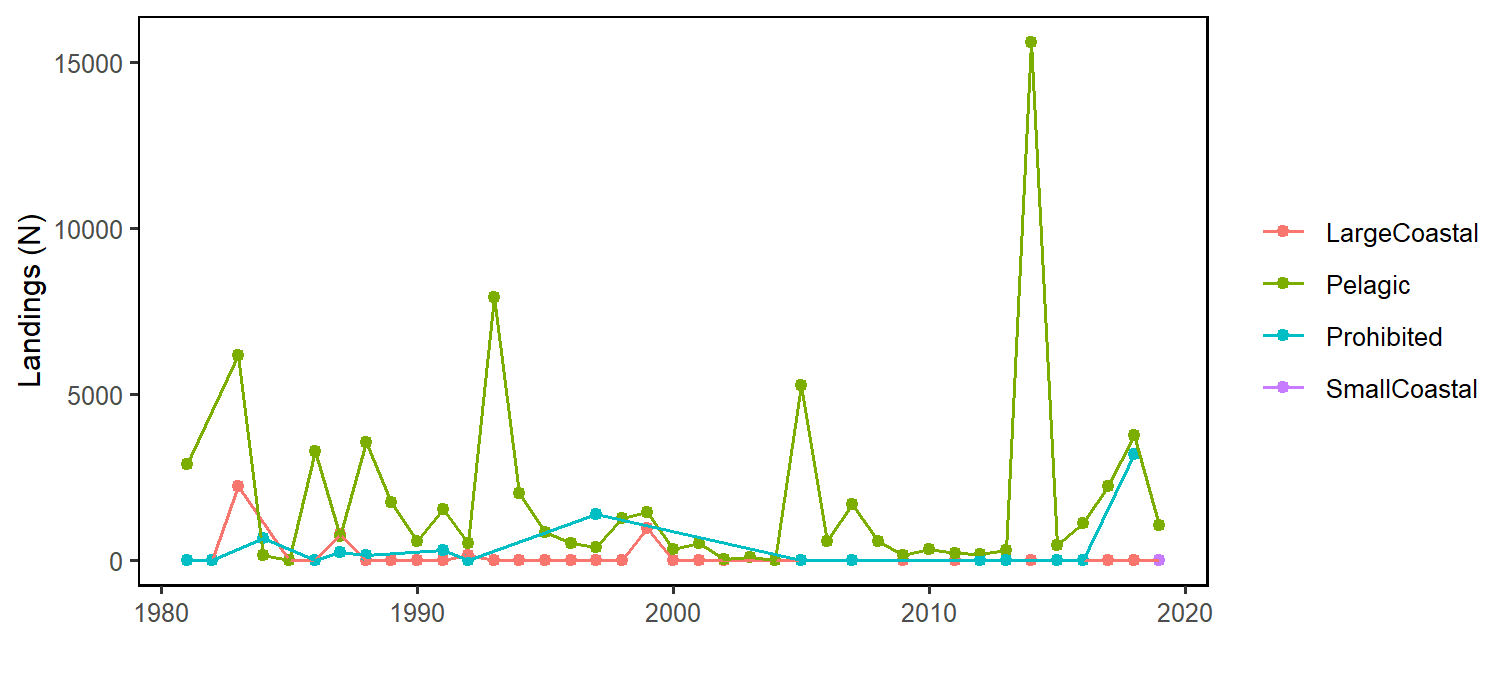 Landings (N)
15000
10000
5000
0
1980 1990 2000 2010 2020
LargeCoastal
Pelagic
Prohibited
SmallCoastal